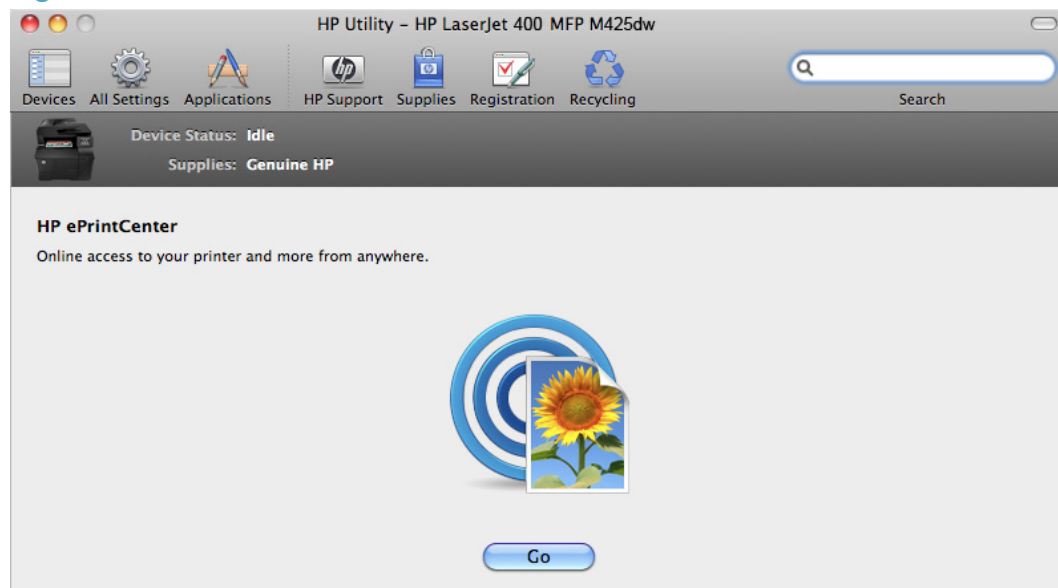 HP Utility – HP LaserJet 400 MFP M425dw
Devices All Settings Applications HP Support Supplies Registration Recycling Search
Device Status: Idle
Supplies: Genuine HP
HP ePrintCenter
Online access to your printer and more from anywhere.
Go